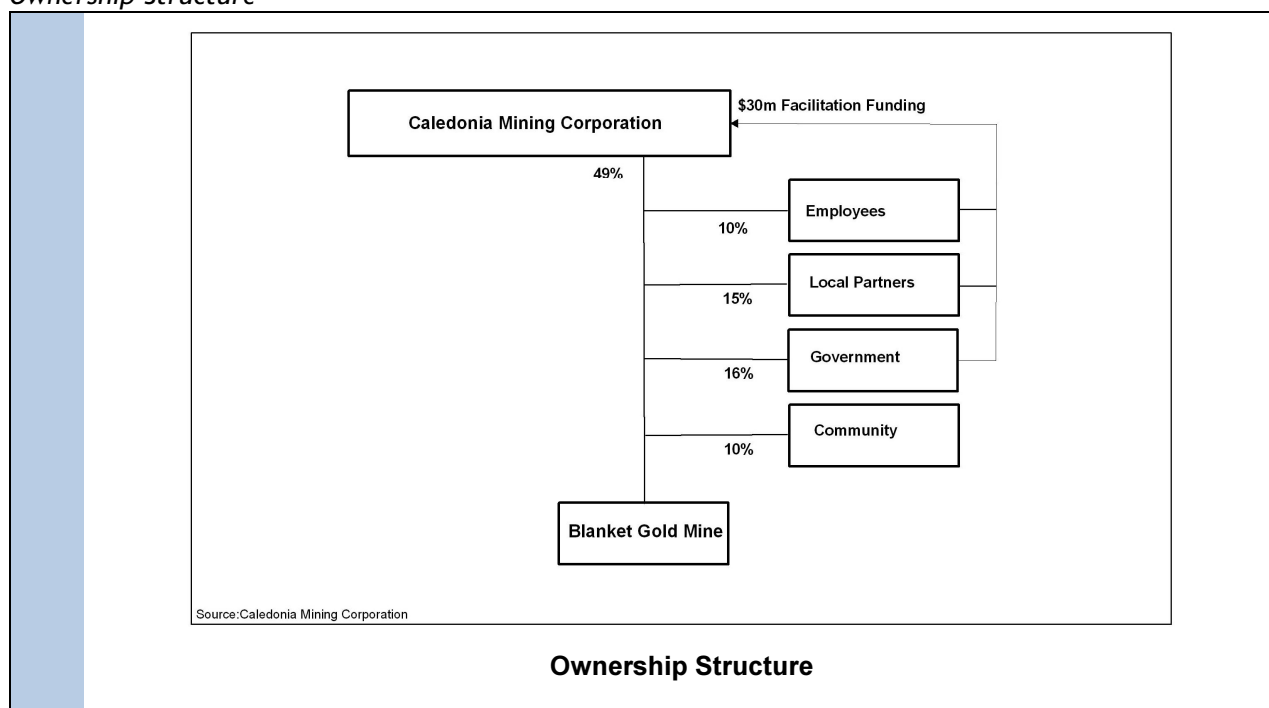 Ownership Structure
$30m Facilitation Funding
Caledonia Mining Corporation
49%
Employees
10%
Local Partners
15%
Government
16%
Community
10%
Blanket Gold Mine
Source:Caledonia Mining Corporation
Ownership Structure